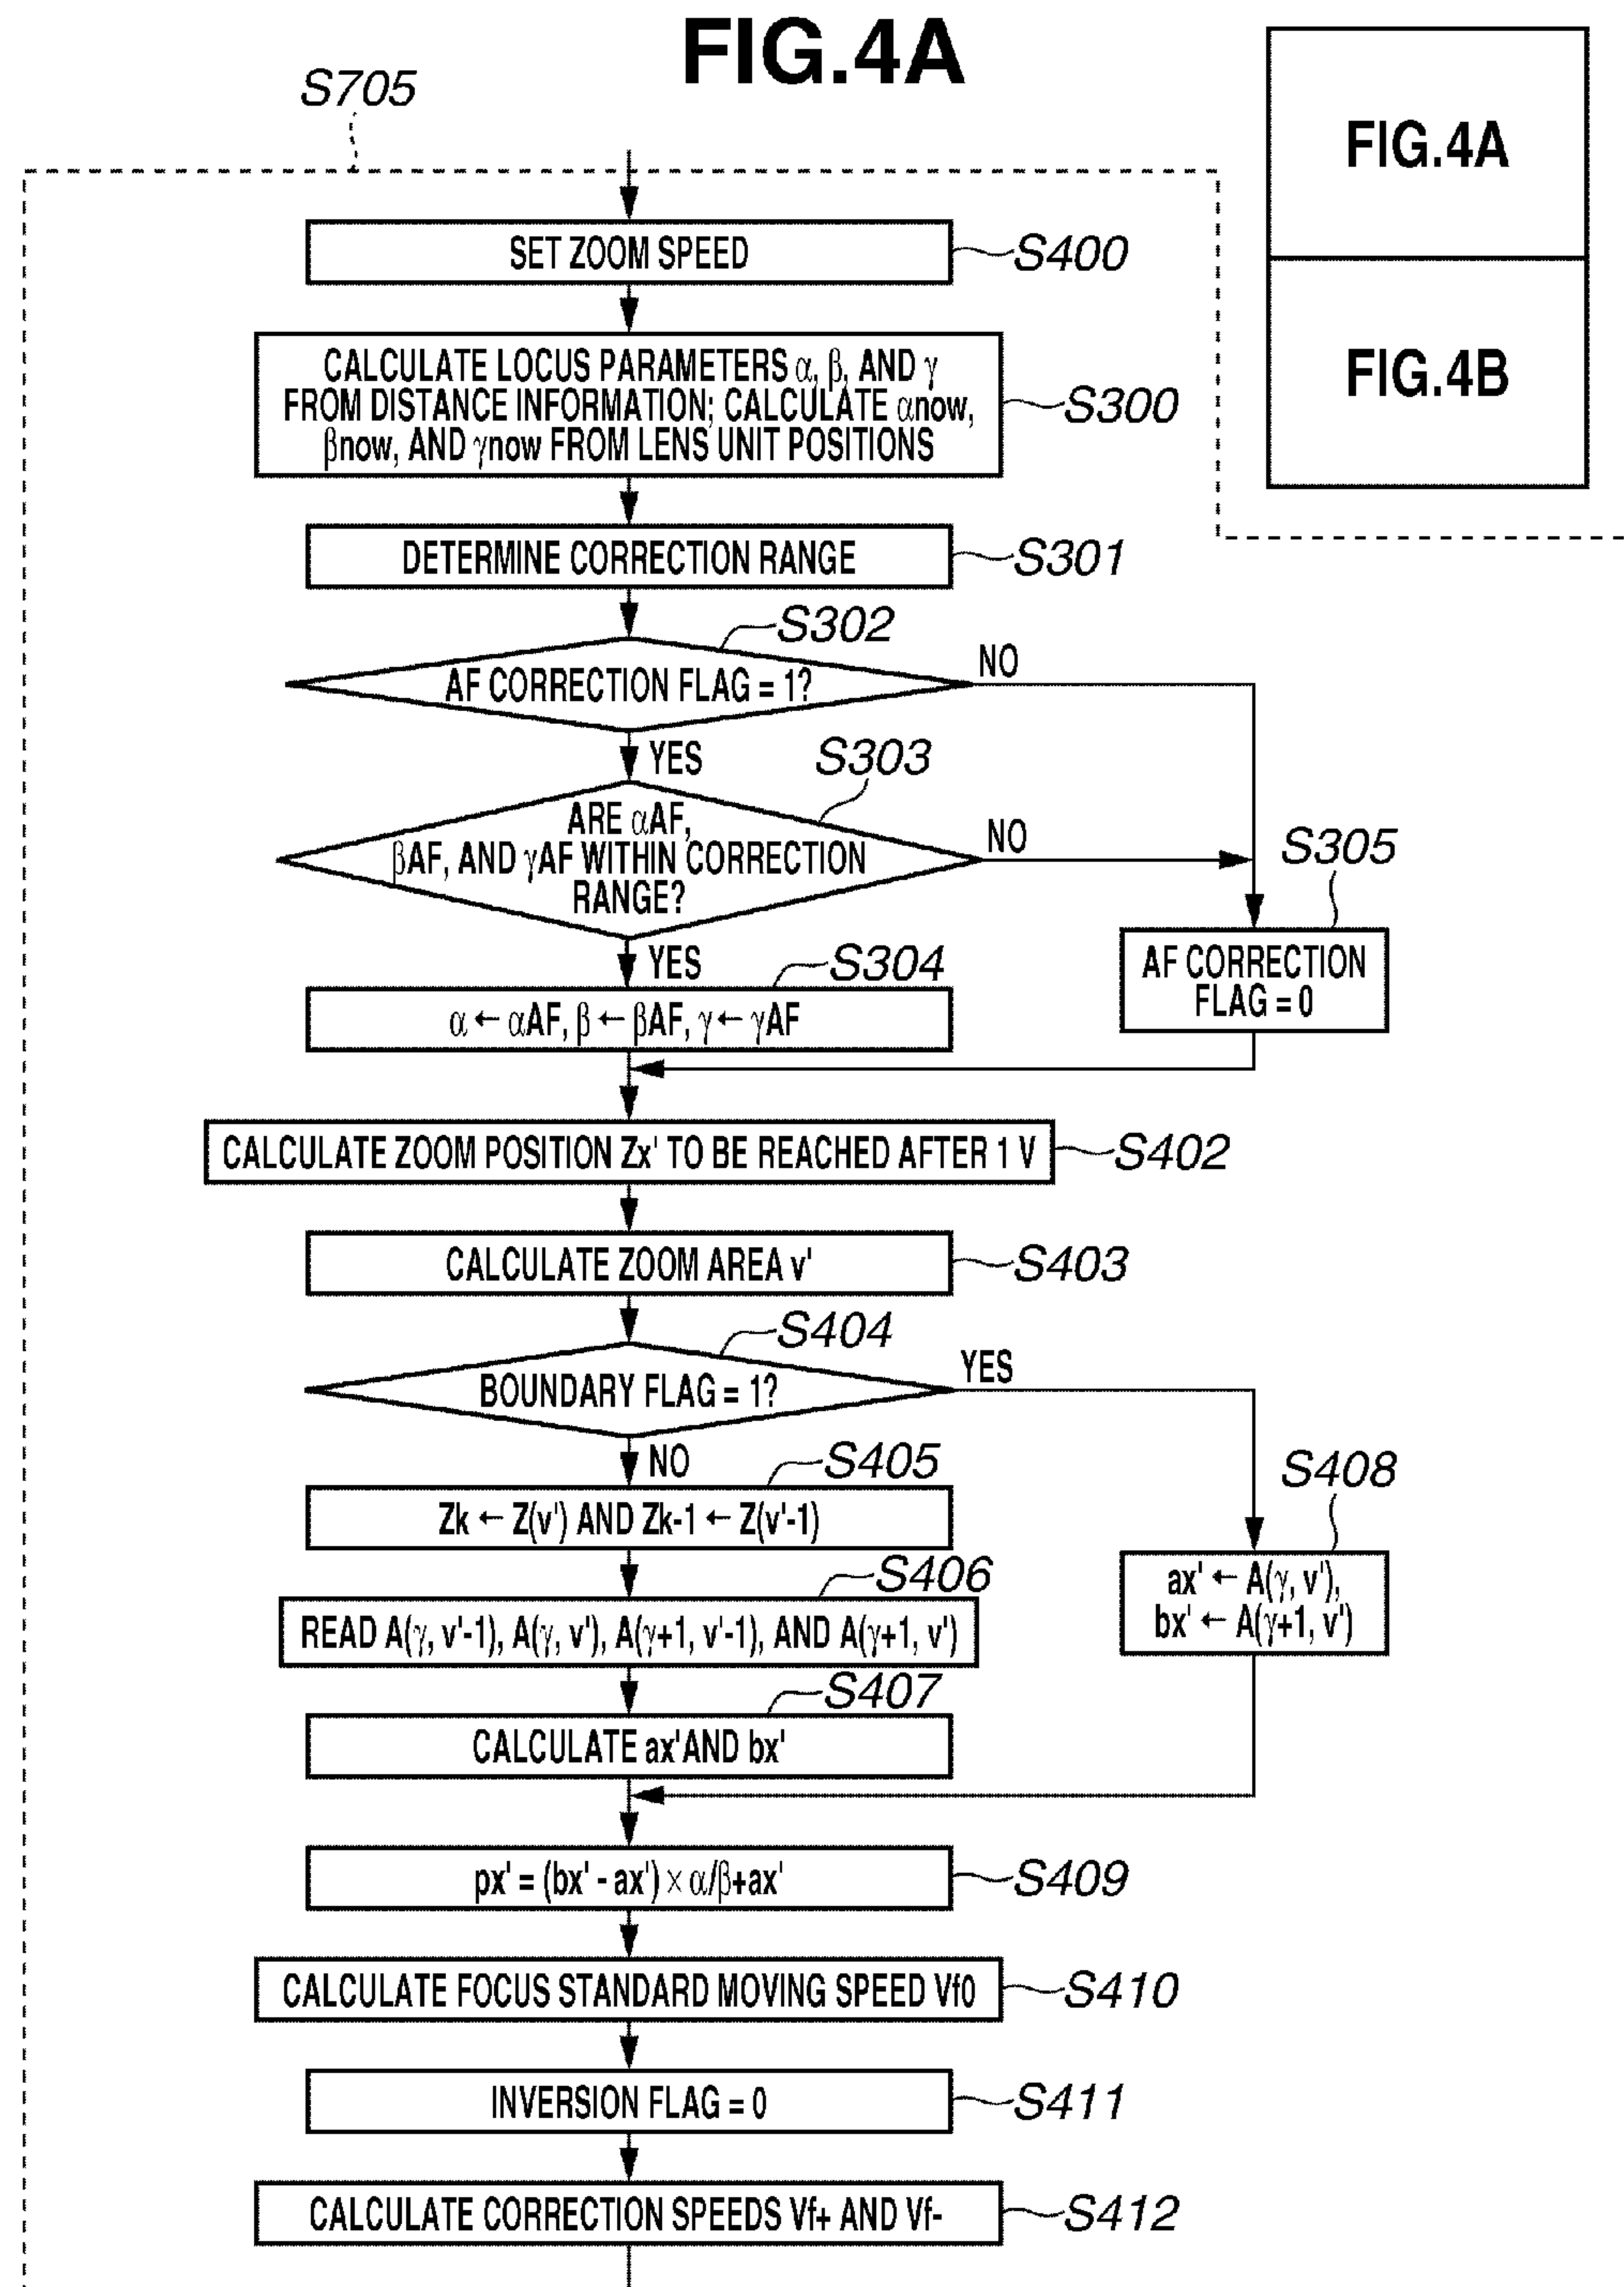 FIG.4A
FIG.4A
FIG.4B
S705
SET ZOOM SPEED
S400
CALCULATE LOCUS PARAMETERS α, β, AND γ
FROM DISTANCE INFORMATION; CALCULATE αnow,
βnow, AND γnow FROM LENS UNIT POSITIONS
S300
DETERMINE CORRECTION RANGE
S301
S302
AF CORRECTION FLAG = 1?
NO
YES
S303
ARE αAF,
βAF, AND γAF WITHIN CORRECTION
RANGE?
NO
S305
AF CORRECTION
FLAG = 0
YES
S304
α ← αAF, β ← βAF, γ ← γAF
CALCULATE ZOOM POSITION Zx' TO BE REACHED AFTER 1 V
S402
CALCULATE ZOOM AREA v'
S403
S404
BOUNDARY FLAG = 1?
YES
NO
S405
Zk ← Z(v') AND Zk-1 ← Z(v'-1)
S408
ax' ← A(γ, v'),
bx' ← A(γ+1, v')
S406
READ A(γ, v'-1), A(γ, v'), A(γ+1, v'-1), AND A(γ+1, v')
S407
CALCULATE ax'AND bx'
px' = (bx' - ax') × α/β+ax'
S409
CALCULATE FOCUS STANDARD MOVING SPEED Vf0
S410
INVERSION FLAG = 0
S411
CALCULATE CORRECTION SPEEDS Vf+ AND Vf-
S412